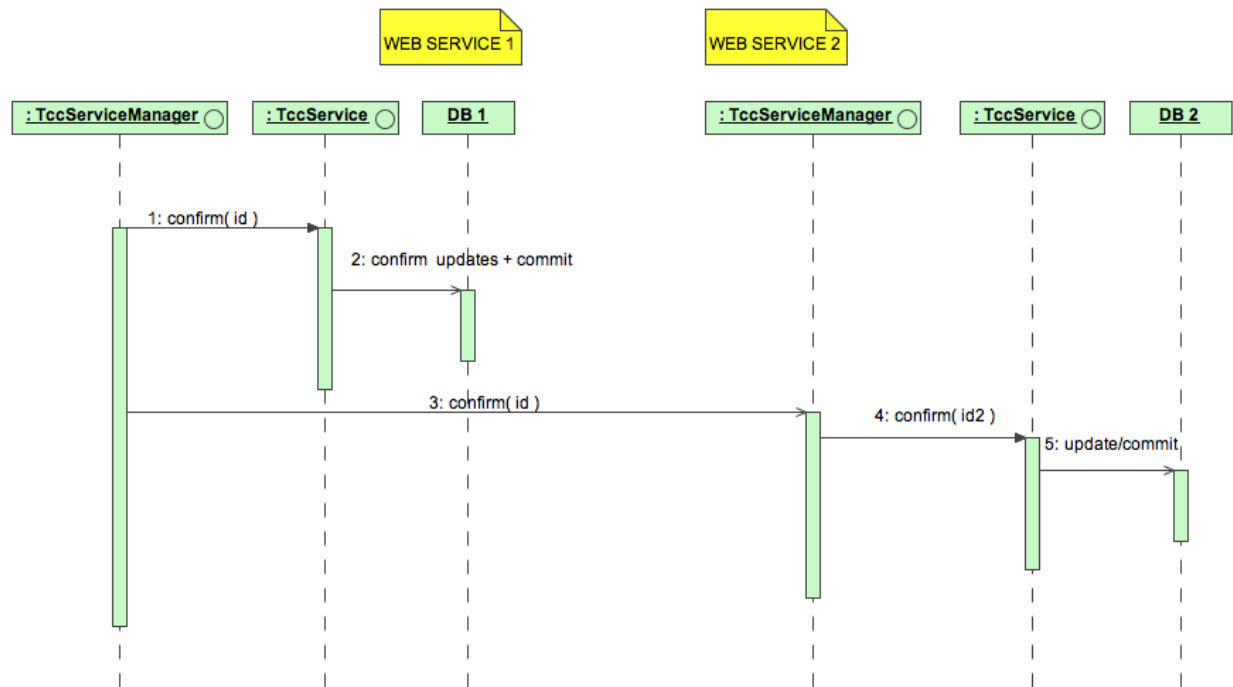 WEB SERVICE 1
WEB SERVICE 2
: TccServiceManager
: TccService
DB 1
: TccServiceManager
: TccService
DB 2
1: confirm( id )
2: confirm updates + commit
3: confirm( id )
4: confirm( id2 )
5: update/commit